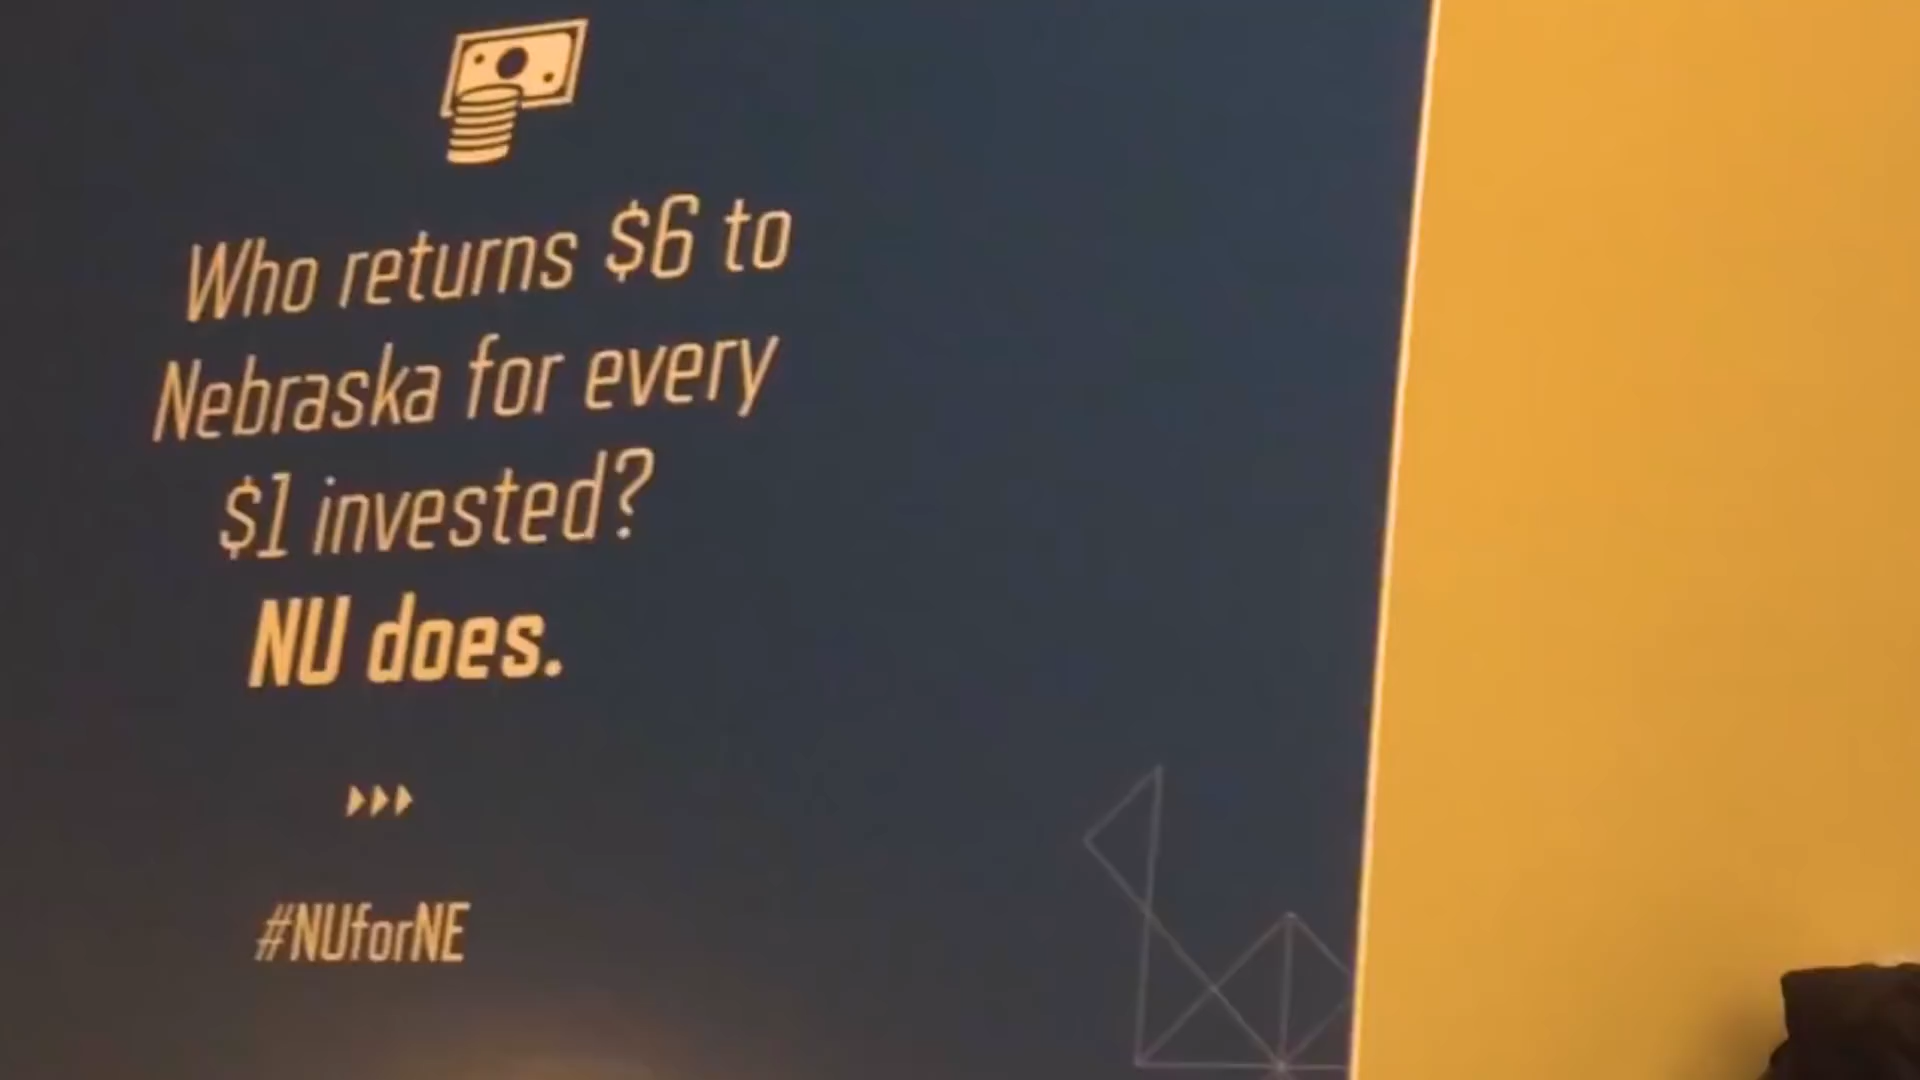 Who returns $6 to
Nebraska for every
$1 invested?
NU does.
#NUforNE